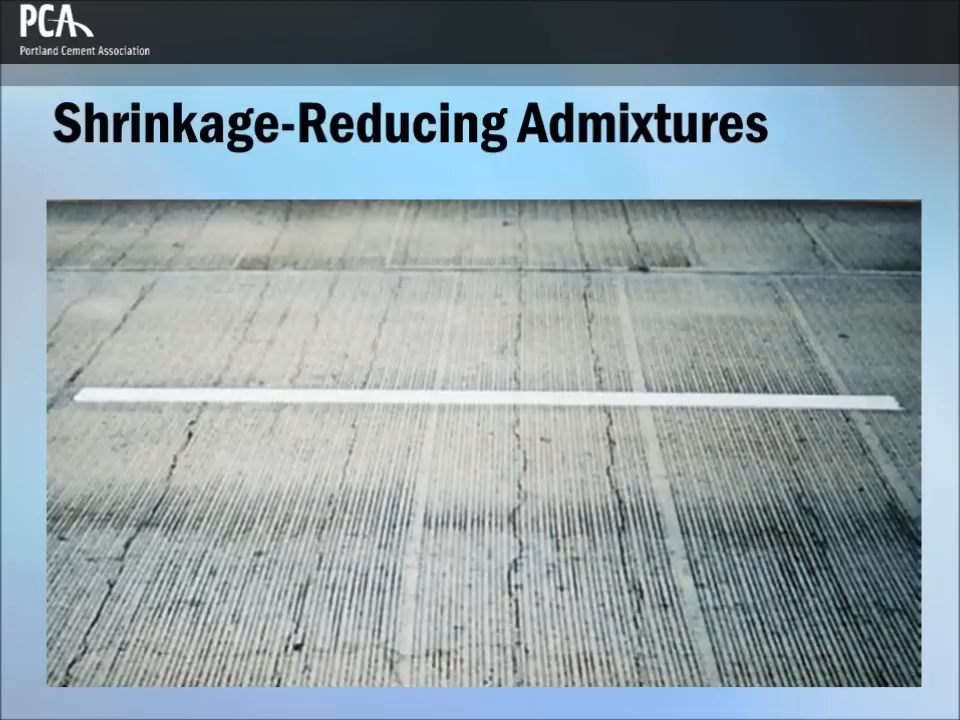 PCA
Portland Cement Association
Shrinkage-Reducing Admixtures